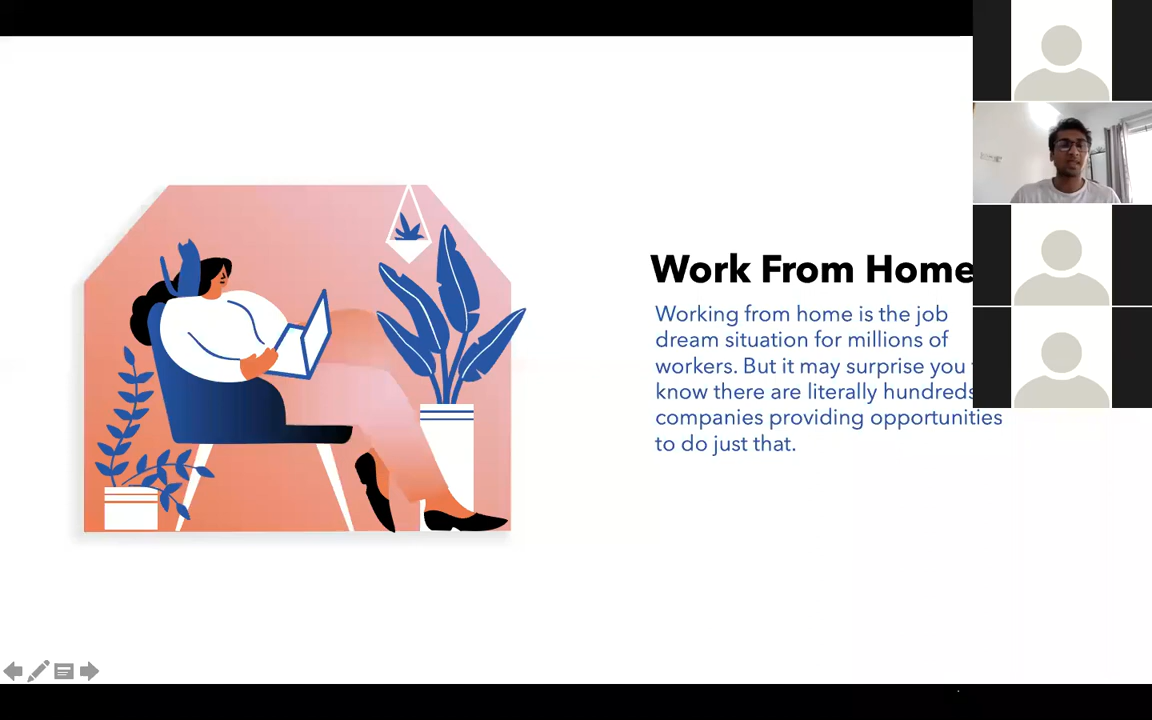 Work From Home
Working from home is the job
dream situation for millions of
workers. But it may surprise you
know there are literally hundreds
companies providing opportunities
to do just that.